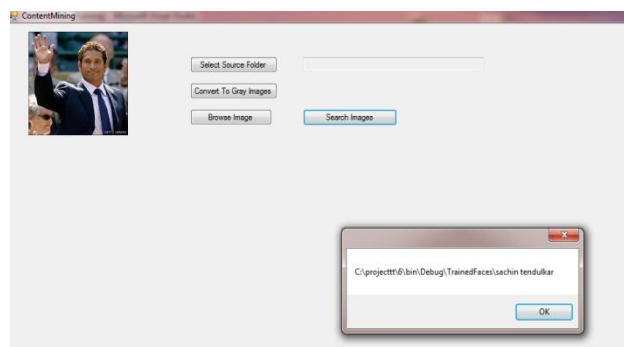 ContentMining
Select Source Folder
Convert To Gray Images
Browse Image
Search Images
C:\projecttt\6\bin\Debug\TrainedFaces\sachin tendulkar
OK